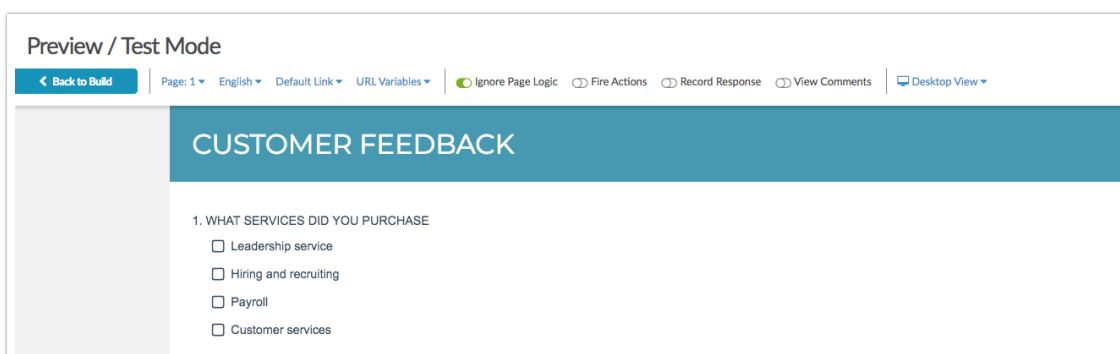 Preview / Test Mode
Back to Build Page: 1 English Default Link URL Variables Ignore Page Logic Fire Actions Record Response View Comments Desktop View
CUSTOMER FEEDBACK
1. WHAT SERVICES DID YOU PURCHASE
Leadership service
Hiring and recruiting
Payroll
Customer services